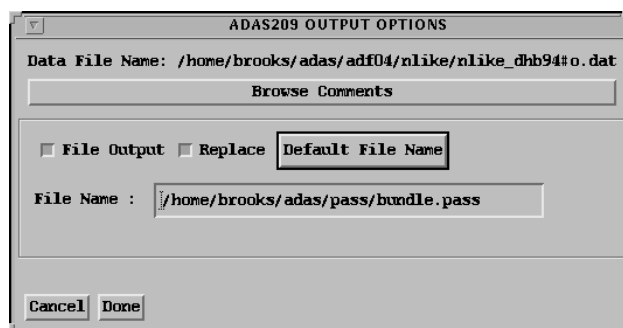 ADAS209 OUTPUT OPTIONS
Data File Name: /home/brooks/adas/adf04/nlike/nlike_dhb94#o.dat
Browse Comments
File Output Replace Default File Name
File Name : /home/brooks/adas/pass/bundle.pass
Cancel Done